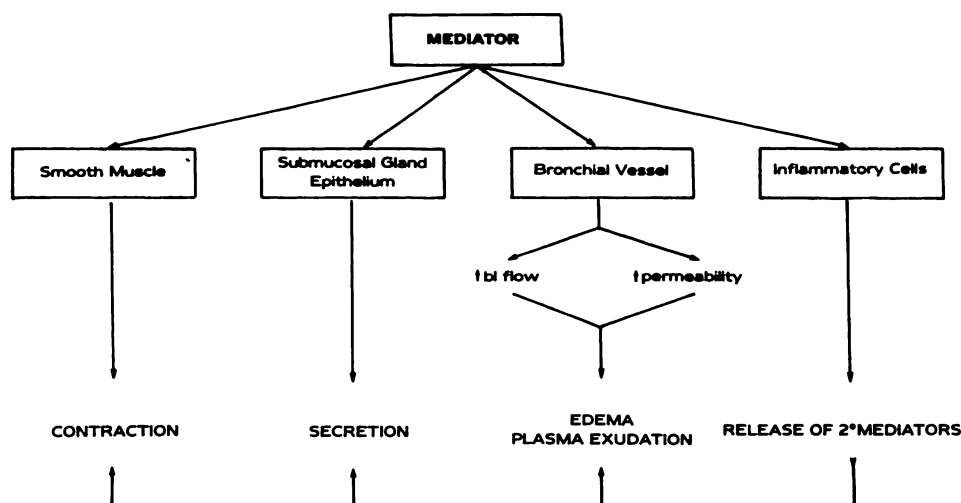 MEDIATOR
Smooth Muscle
Submucosal Gland
Epithelium
Bronchial Vessel
Inflammatory Cells
↑bl flow
↑permeability
CONTRACTION
SECRETION
EDEMA
PLASMA EXUDATION
RELEASE OF 2°MEDIATORS